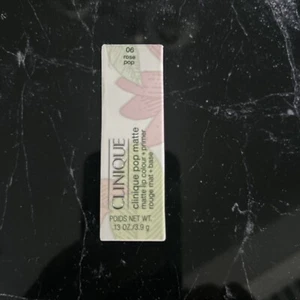 06
rose
pop
CLINIQUE
clinique pop matte
matte lip colour + primer
rouge mat + base
POIDS NET WT.
.13 OZ/3.9 g